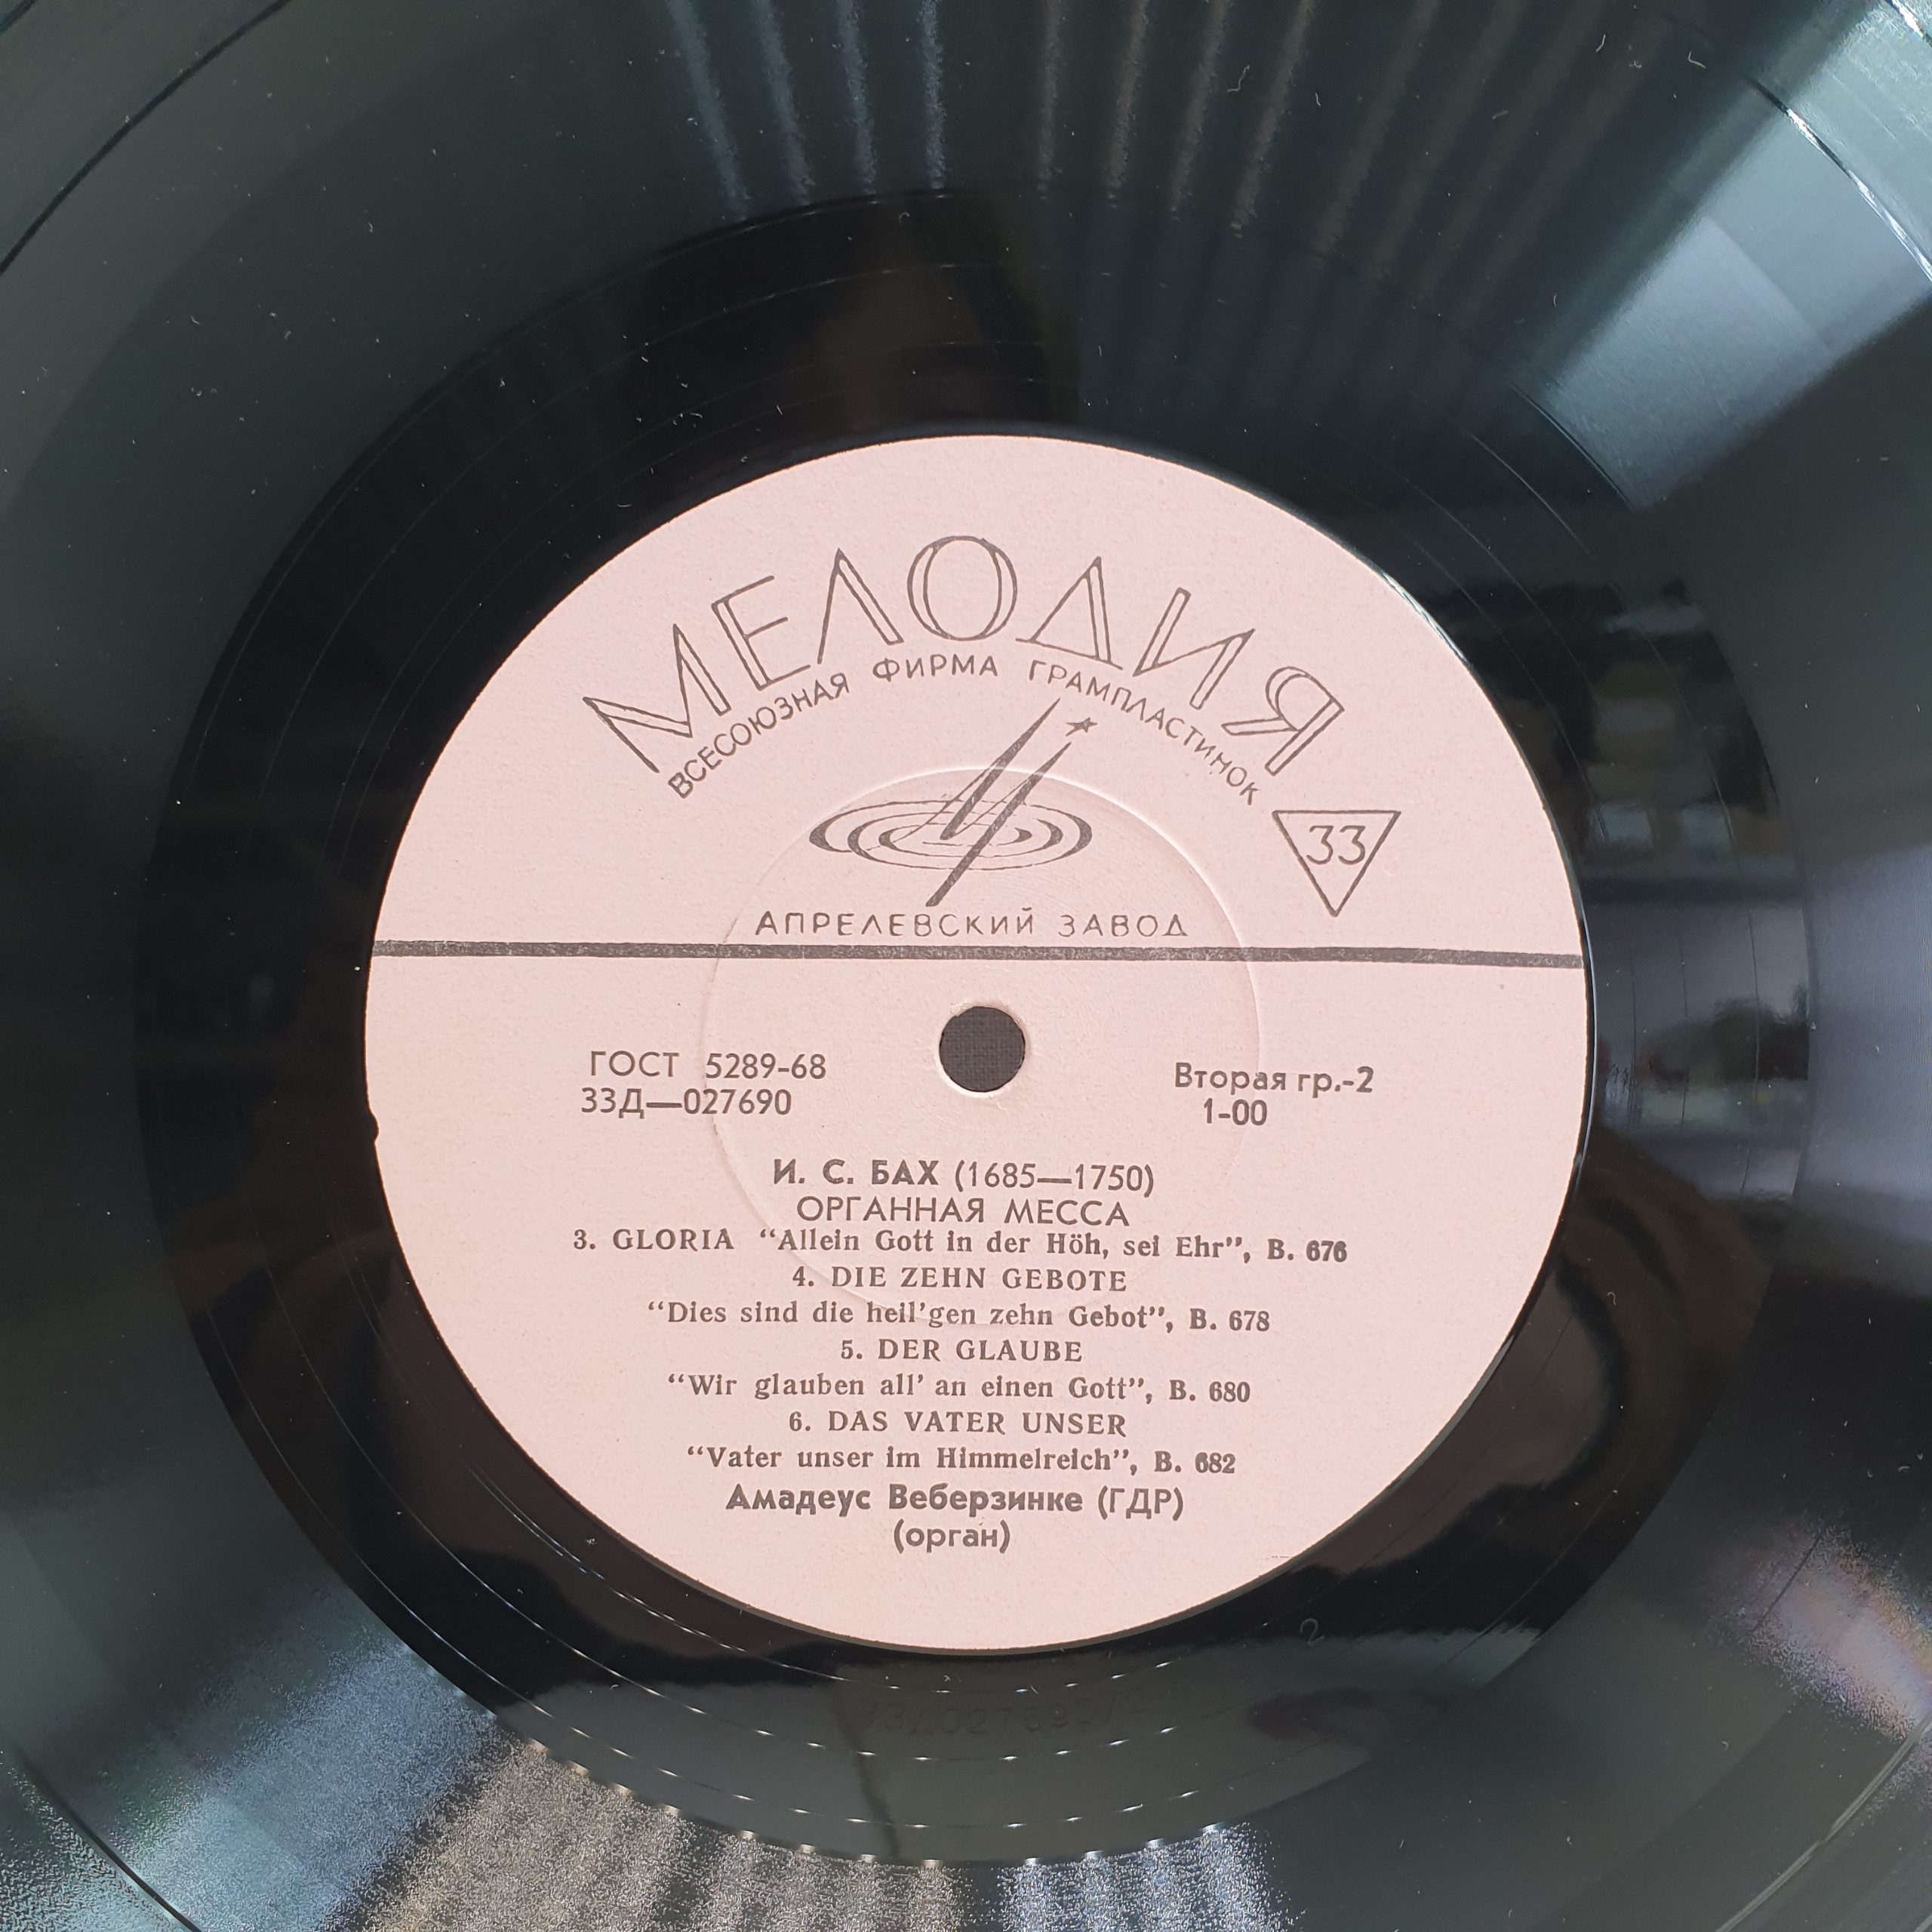 МЕЛОДИЯ
ВСЕСОЮЗНАЯ ФИРМА ГРАМПЛАСТИНОК
33
АПРЕЛЕВСКИЙ ЗАВОД
ГОСТ 5289-68
33Д—027690
Вторая гр.-2
1-00
И. С. БАХ (1685—1750)
ОРГАННАЯ МЕССА
3. GLORIA “Allein Gott in der Höh, sei Ehr”, B. 676
4. DIE ZEHN GEBOTE
“Dies sind die heil’gen zehn Gebot”, B. 678
5. DER GLAUBE
“Wir glauben all’ an einen Gott”, B. 680
6. DAS VATER UNSER
“Vater unser im Himmelreich”, B. 682
Амадеус Веберзинке (ГДР)
(орган)
2